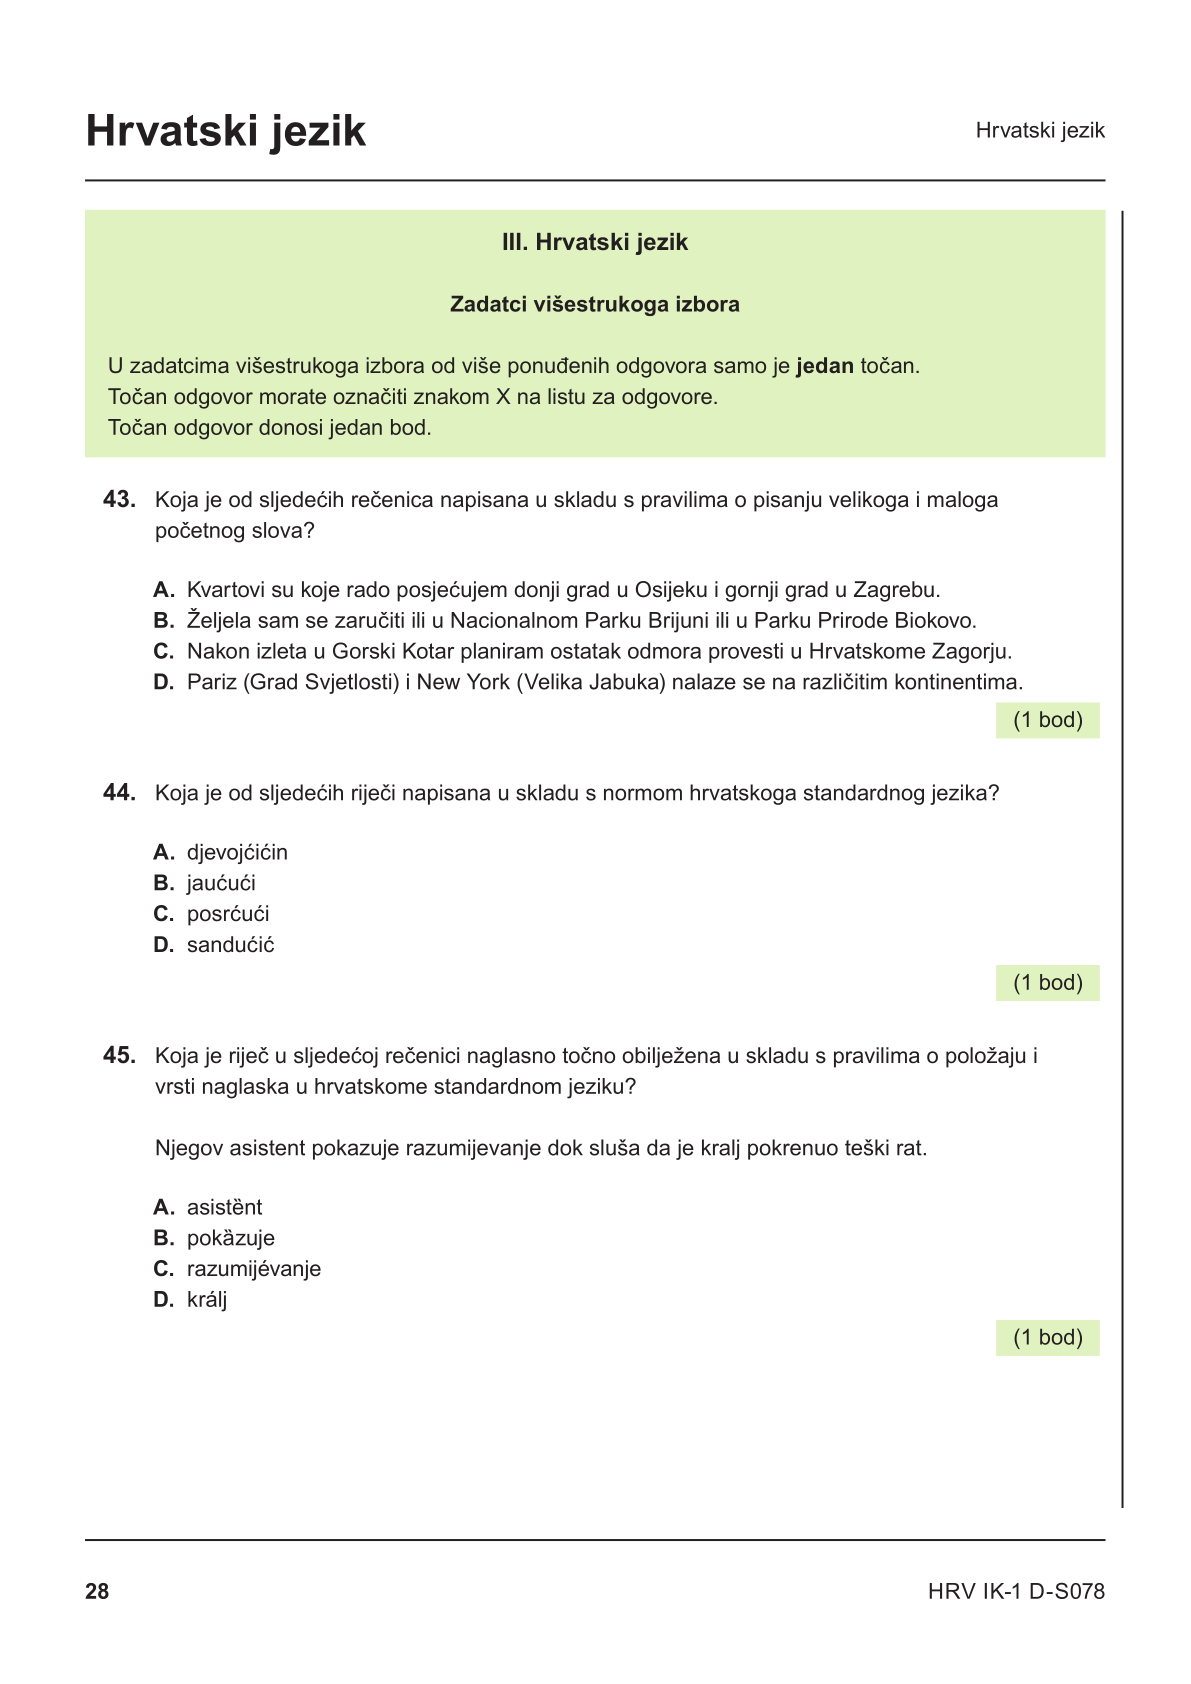 Hrvatski jezik
Hrvatski jezik
III. Hrvatski jezik
Zadatci višestrukoga izbora
U zadatcima višestrukoga izbora od više ponuđenih odgovora samo je jedan točan.
Točan odgovor morate označiti znakom X na listu za odgovore.
Točan odgovor donosi jedan bod.
43. Koja je od sljedećih rečenica napisana u skladu s pravilima o pisanju velikoga i maloga
početnog slova?
A. Kvartovi su koje rado posjećujem donji grad u Osijeku i gornji grad u Zagrebu.
B. Željela sam se zaručiti ili u Nacionalnom Parku Brijuni ili u Parku Prirode Biokovo.
C. Nakon izleta u Gorski Kotar planiram ostatak odmora provesti u Hrvatskome Zagorju.
D. Pariz (Grad Svjetlosti) i New York (Velika Jabuka) nalaze se na različitim kontinentima.
(1 bod)
44. Koja je od sljedećih riječi napisana u skladu s normom hrvatskoga standardnog jezika?
A. djevojćićin
B. jaućući
C. posrćući
D. sandućić
(1 bod)
45. Koja je riječ u sljedećoj rečenici naglasno točno obilježena u skladu s pravilima o položaju i
vrsti naglaska u hrvatskome standardnom jeziku?
Njegov asistent pokazuje razumijevanje dok sluša da je kralj pokrenuo teški rat.
A. asistȅnt
B. pokȁzuje
C. razumijévanje
D. králj
(1 bod)
28
HRV IK-1 D-S078